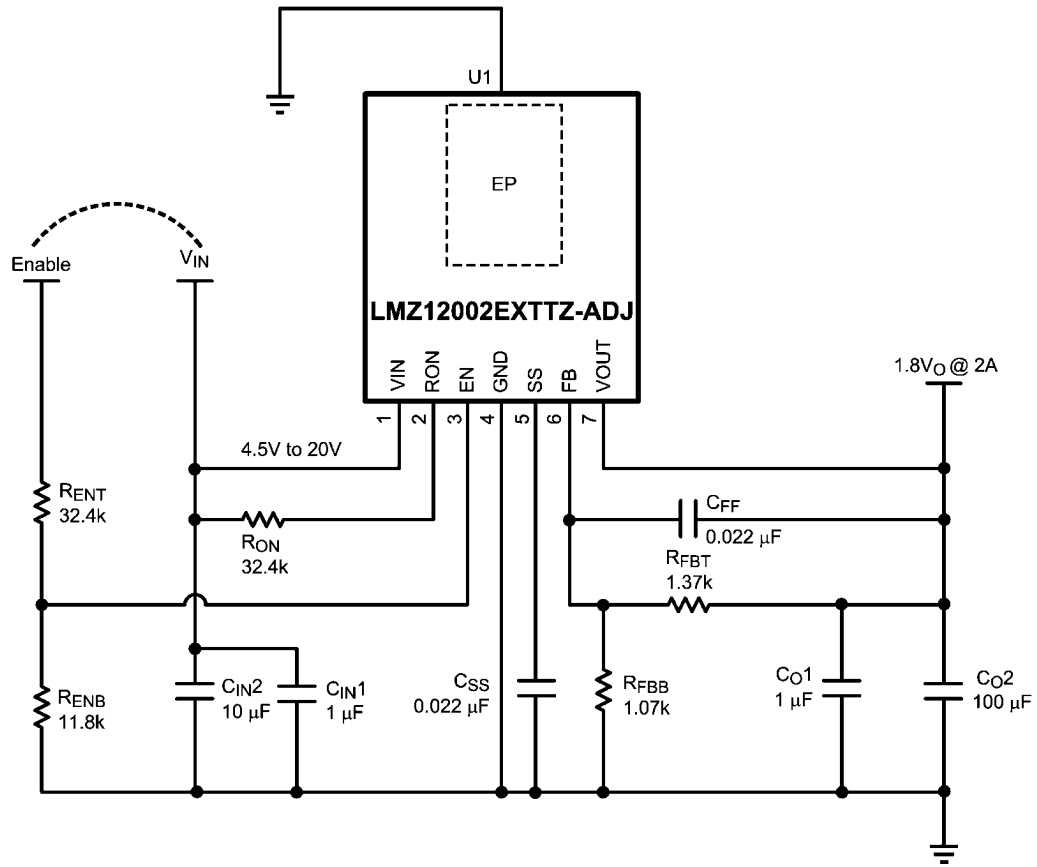 U1
EP
Enable
VIN
LMZ12002EXTTZ-ADJ
VIN
RON
EN
GND
SS
FB
VOUT
1
2
3
4
5
6
7
1.8VO @ 2A
4.5V to 20V
RENT
32.4k
RON
32.4k
CFF
0.022 µF
RFBT
1.37k
RENB
11.8k
CIN2
10 µF
CIN1
1 µF
CSS
0.022 µF
RFBB
1.07k
CO1
1 µF
CO2
100 µF